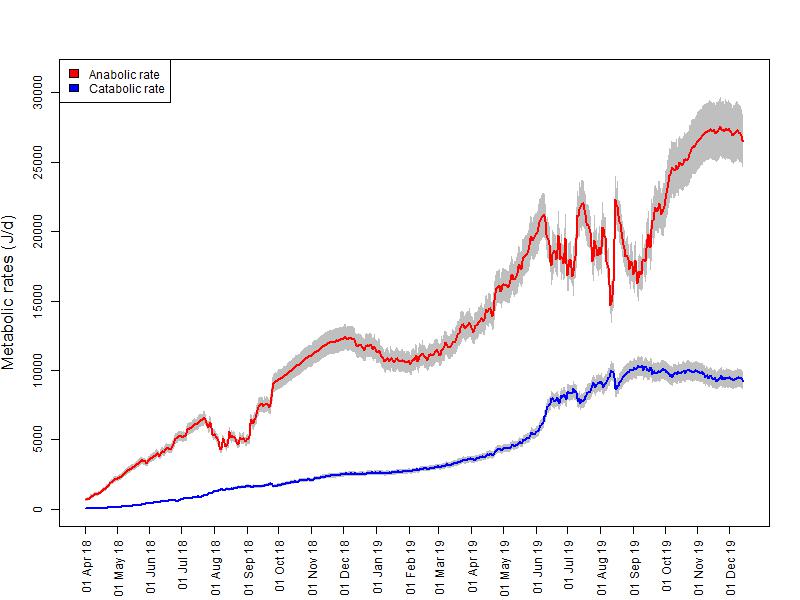 Anabolic rate
Catabolic rate
Metabolic rates (J/d)
30000
25000
20000
15000
10000
5000
0
01 Apr 18
01 May 18
01 Jun 18
01 Jul 18
01 Aug 18
01 Sep 18
01 Oct 18
01 Nov 18
01 Dec 18
01 Jan 19
01 Feb 19
01 Mar 19
01 Apr 19
01 May 19
01 Jun 19
01 Jul 19
01 Aug 19
01 Sep 19
01 Oct 19
01 Nov 19
01 Dec 19